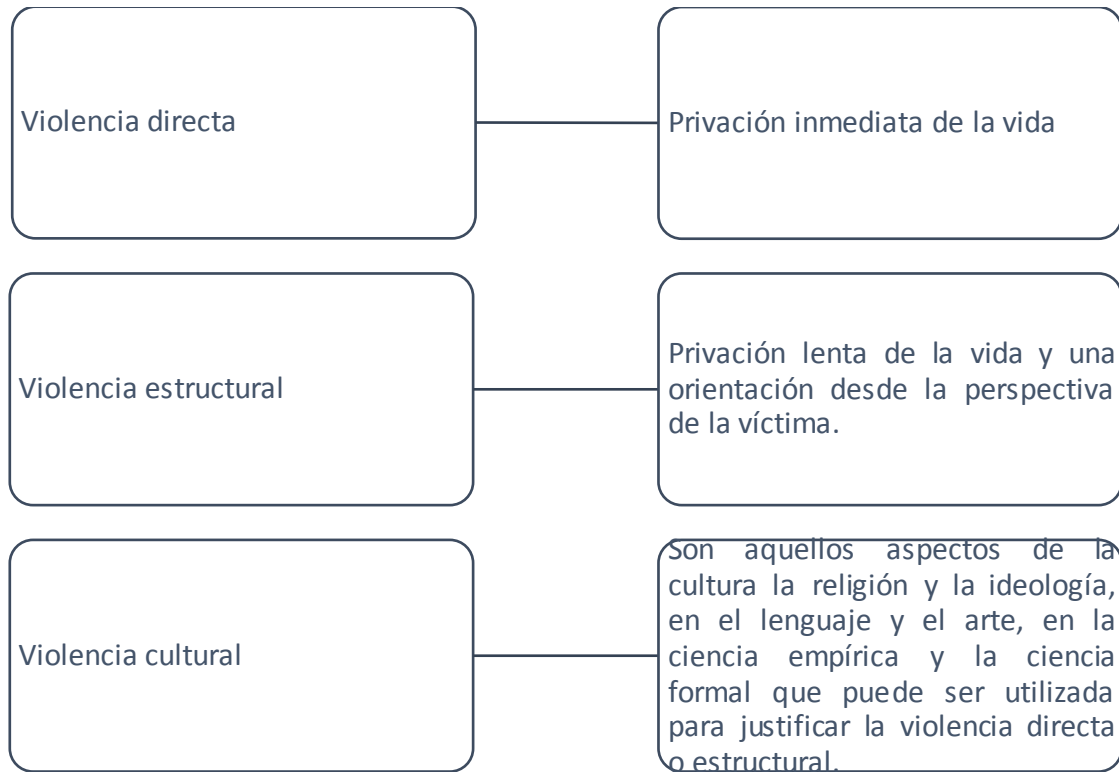 Violencia directa
Privación inmediata de la vida
Violencia estructural
Privación lenta de la vida y una
orientación desde la perspectiva
de la víctima.
Violencia cultural
Son aquellos aspectos de la
cultura la religión y la ideología,
en el lenguaje y el arte, en la
ciencia empírica y la ciencia
formal que puede ser utilizada
para justificar la violencia directa
o estructural.